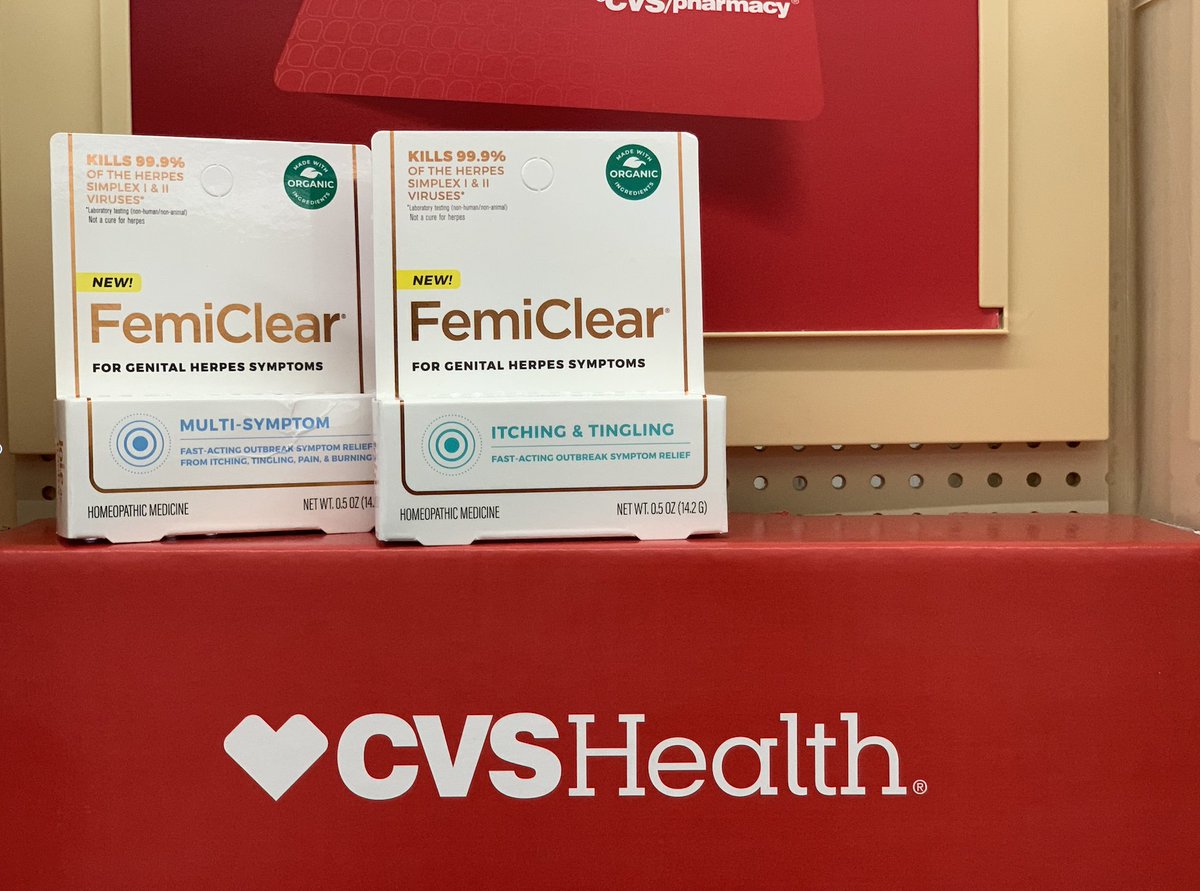 CVS/pharmacy®
KILLS 99.9%
OF THE HERPES
SIMPLEX I & II
VIRUSES*
*Laboratory testing (non-human/non-animal)
Not a cure for herpes
MADE WITH
ORGANIC
INGREDIENTS
NEW!
FemiClear®
FOR GENITAL HERPES SYMPTOMS
MULTI-SYMPTOM
FAST-ACTING OUTBREAK SYMPTOM RELIEF
FROM ITCHING, TINGLING, PAIN, & BURNING
HOMEOPATHIC MEDICINE
NET WT. 0.5 OZ (14.
KILLS 99.9%
OF THE HERPES
SIMPLEX I & II
VIRUSES*
*Laboratory testing (non-human/non-animal)
Not a cure for herpes
MADE WITH
ORGANIC
INGREDIENTS
NEW!
FemiClear®
FOR GENITAL HERPES SYMPTOMS
ITCHING & TINGLING
FAST-ACTING OUTBREAK SYMPTOM RELIEF
HOMEOPATHIC MEDICINE
NET WT. 0.5 OZ (14.2 G)
CVSHealth®